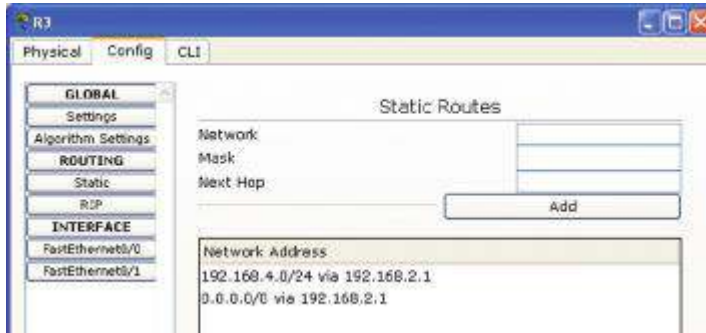 R3
Physical Config CLI
GLOBAL
Settings
Algorithm Settings
ROUTING
Static
RIP
INTERFACE
FastEthernet0/0
FastEthernet0/1
Static Routes
Network
Mask
Next Hop
Add
Network Address
192.168.4.0/24 via 192.168.2.1
0.0.0.0/0 via 192.168.2.1